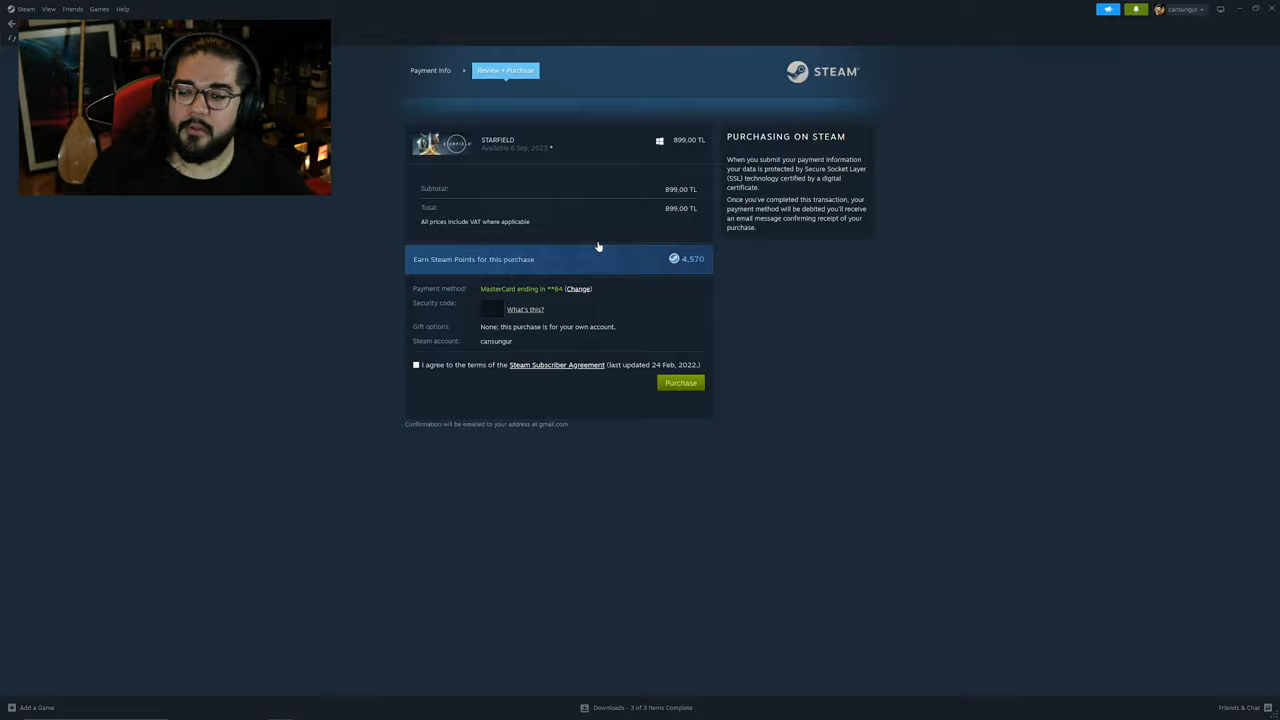 Steam View Friends Games Help
cansungur
Payment Info Review + Purchase
STEAM®
STARFIELD
STARFIELD 899,00 TL
Available 6 Sep, 2023 *
Subtotal: 899,00 TL
Total: 899,00 TL
All prices include VAT where applicable
Earn Steam Points for this purchase 4,570
Payment method: MasterCard ending in **64 (Change)
Security code: What's this?
Gift options: None; this purchase is for your own account.
Steam account: cansungur
I agree to the terms of the Steam Subscriber Agreement (last updated 24 Feb, 2022.)
Purchase
Confirmation will be emailed to your address at gmail.com
PURCHASING ON STEAM
When you submit your payment information
your data is protected by Secure Socket Layer
(SSL) technology certified by a digital
certificate.
Once you've completed this transaction, your
payment method will be debited you'll receive
an email message confirming receipt of your
purchase.
Add a Game Downloads - 3 of 3 Items Complete Friends & Chat